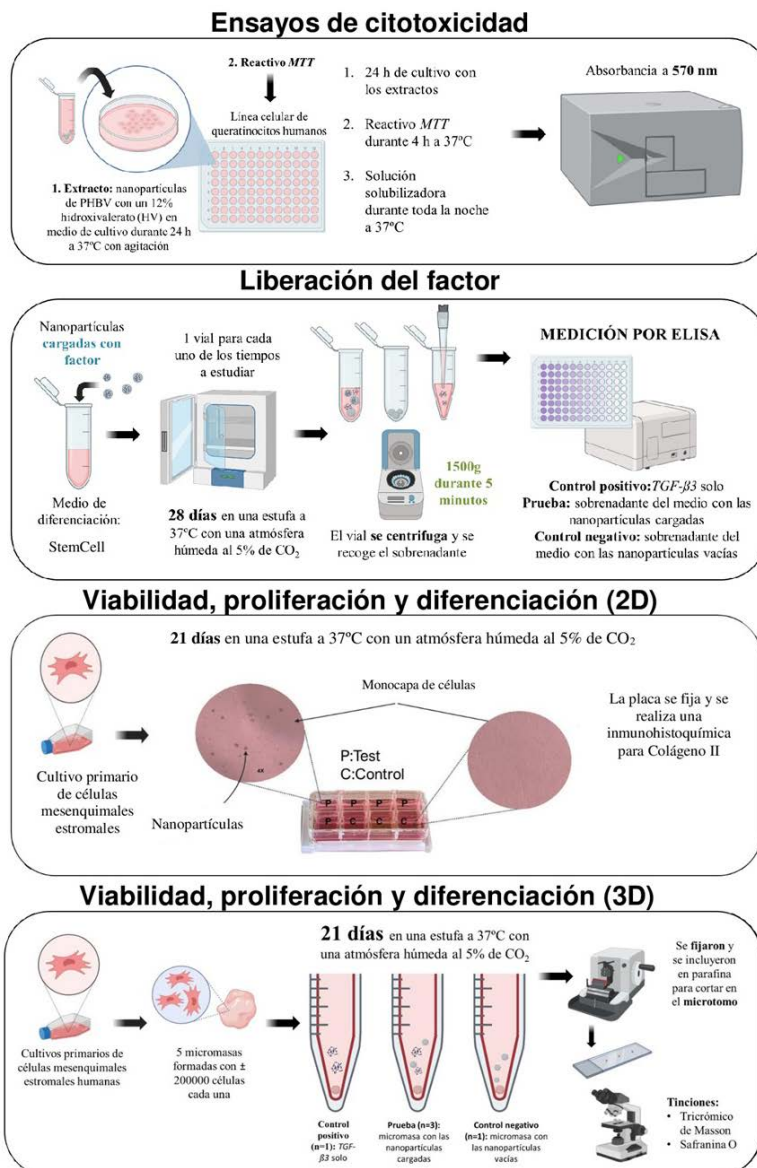 Ensayos de citotoxicidad
2. Reactivo MTT
Línea celular de
queratinocitos humanos
1. Extracto: nanopartículas
de PHBV con un 12%
hidroxivalerato (HV) en
medio de cultivo durante 24 h
a 37ºC con agitación
1. 24 h de cultivo con
los extractos
2. Reactivo MTT
durante 4 h a 37ºC
3. Solución
solubilizadora
durante toda la noche
a 37ºC
Absorbancia a 570 nm
Liberación del factor
Nanopartículas
cargadas con
factor
Medio de
diferenciación:
StemCell
1 vial para cada
uno de los tiempos
a estudiar
28 días en una estufa a
37ºC con una atmósfera
húmeda al 5% de CO2
1500g
durante 5
minutos
El vial se centrifuga y se
recoge el sobrenadante
MEDICIÓN POR ELISA
Control positivo:TGF-β3 solo
Prueba: sobrenadante del medio con las
nanopartículas cargadas
Control negativo: sobrenadante del
medio con las nanopartículas vacías
Viabilidad, proliferación y diferenciación (2D)
21 días en una estufa a 37ºC con un atmósfera húmeda al 5% de CO2
Cultivo primario
de células
mesenquimales
estromales
Monocapa de células
Nanopartículas
P:Test
C:Control
P P P P
P C C C
La placa se fija y se
realiza una
inmunohistoquímica
para Colágeno II
Viabilidad, proliferación y diferenciación (3D)
Cultivos primarios de
células mesenquimales
estromales humanas
5 micromasas
formadas con ±
200000 células
cada una
21 días en una estufa a 37ºC con
una atmósfera húmeda al 5% de CO2
Control
positivo
(n=1): TGF-
β3 solo
Prueba (n=3):
micromasa con las
nanopartículas
cargadas
Control negativo
(n=1): micromasa con
las nanopartículas
vacías
Se fijaron y
se incluyeron
en parafina
para cortar en
el microtomo
Tinciones:
• Tricrómico
de Masson
• Safranina O